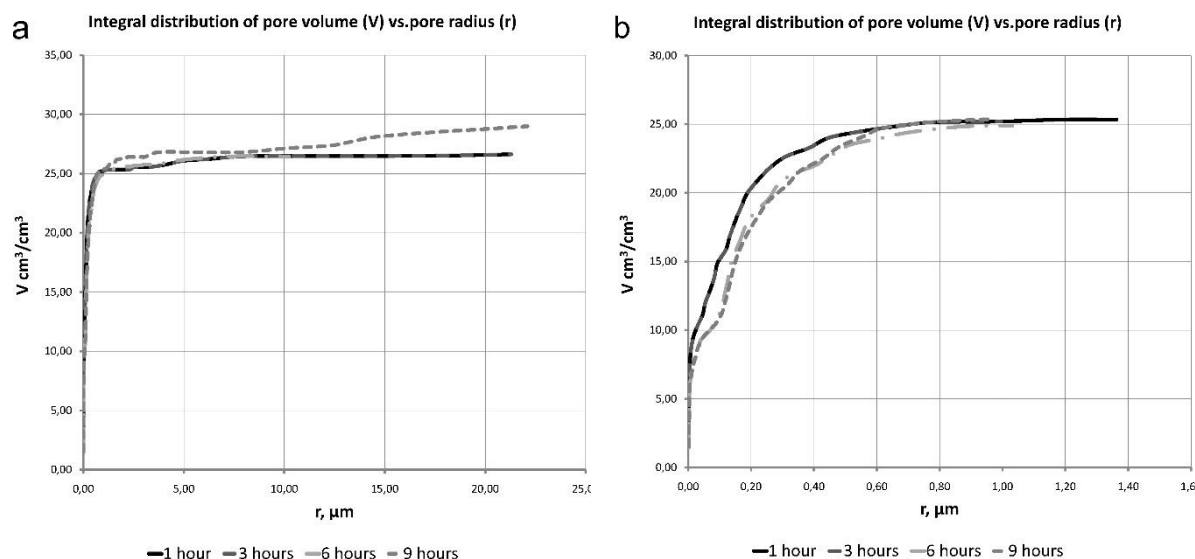 a
Integral distribution of pore volume (V) vs.pore radius (r)
35,00
30,00
25,00
20,00
15,00
10,00
5,00
0,00
V cm³/cm³
0,00 5,00 10,00 15,00 20,00 25,0
r, µm
1 hour 3 hours 6 hours 9 hours
b
Integral distribution of pore volume (V) vs.pore radius (r)
30,00
25,00
20,00
15,00
10,00
5,00
0,00
V cm³/cm³
0,00 0,20 0,40 0,60 0,80 1,00 1,20 1,40 1,6
r, µm
1 hour 3 hours 6 hours 9 hours